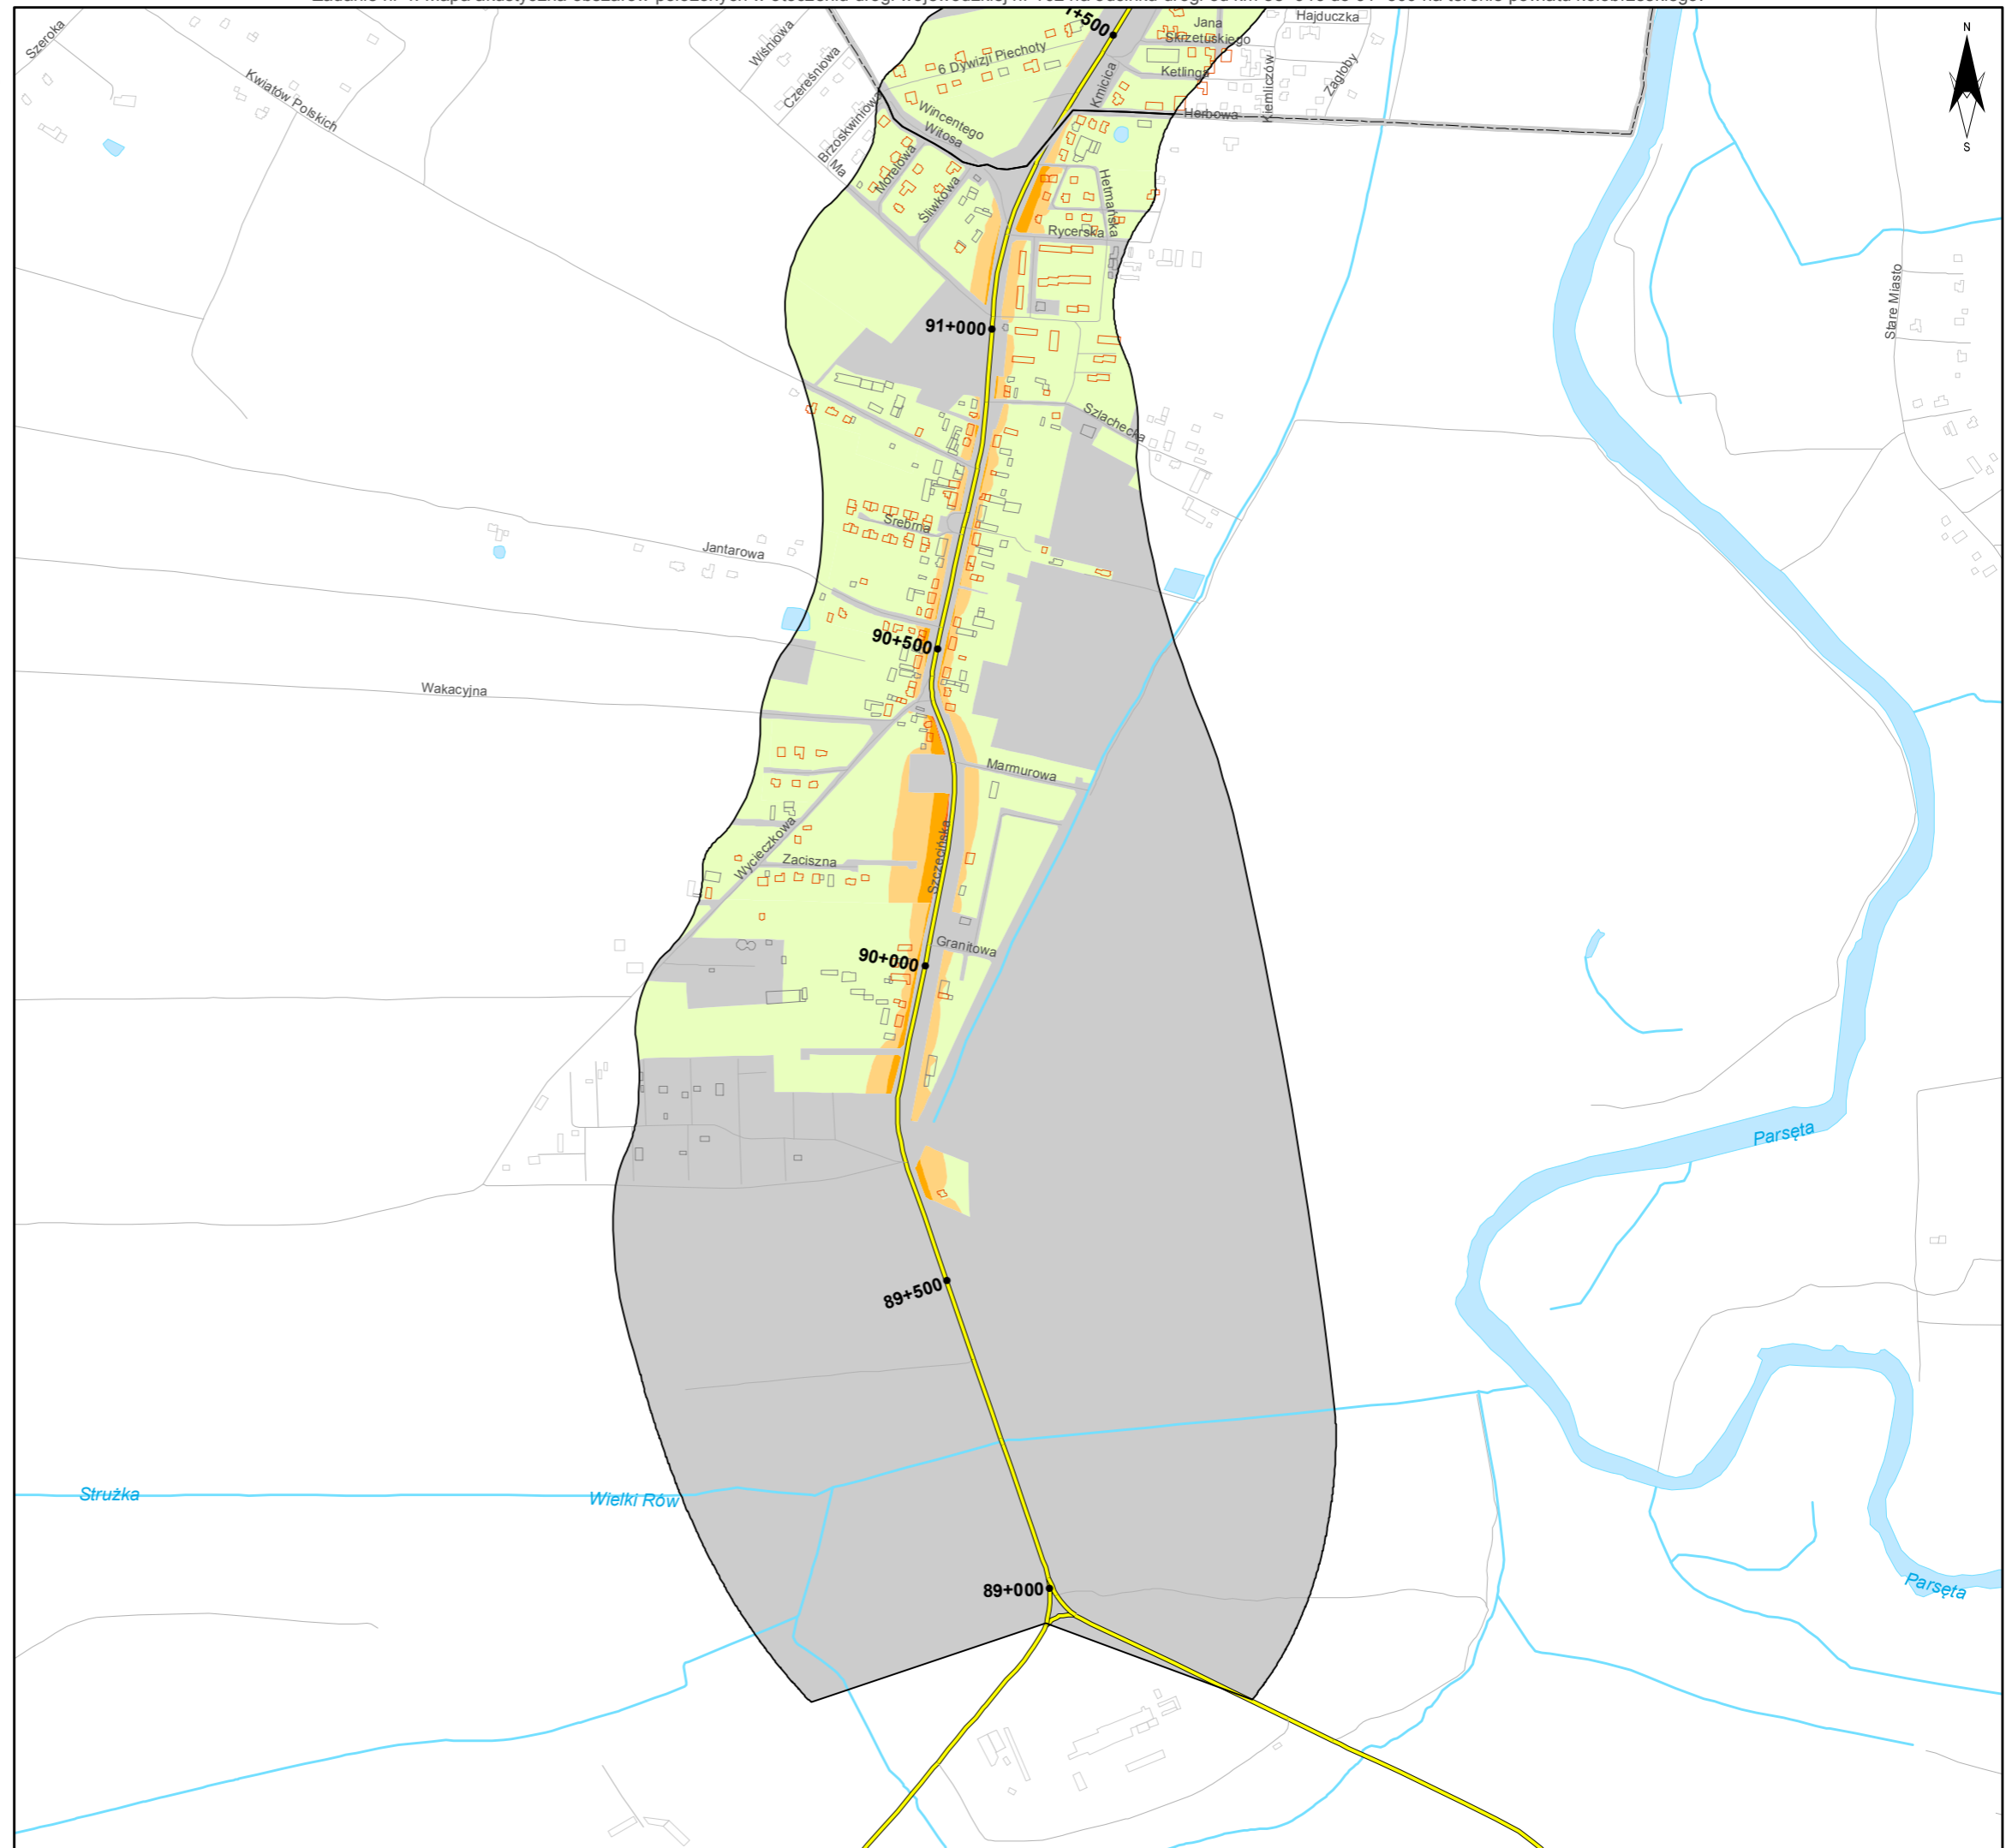 Szeroka
Kwiatów Polskich
Wiśniowa
Czereśniowa
Brzoskwiniowa
Ma
6 Dywizji Piechoty
Wincentego
Witosa
Morelowa
Śliwkowa
+500
Kmicica
Jana
Skrzetuskiego
Ketlinga
Hajduczka
Kiemliczów
Zagłoby
Herbowa
N
S
Hetmańska
Rycerska
Stare Miasto
91+000
Szlachecka
Srebrna
Jantarowa
90+500
Wakacyjna
Marmurowa
Szczecińska
Wycieczkowa
Zaciszna
Granitowa
90+000
Parsęta
89+500
Strużka
Wielki Rów
89+000
Parsęta